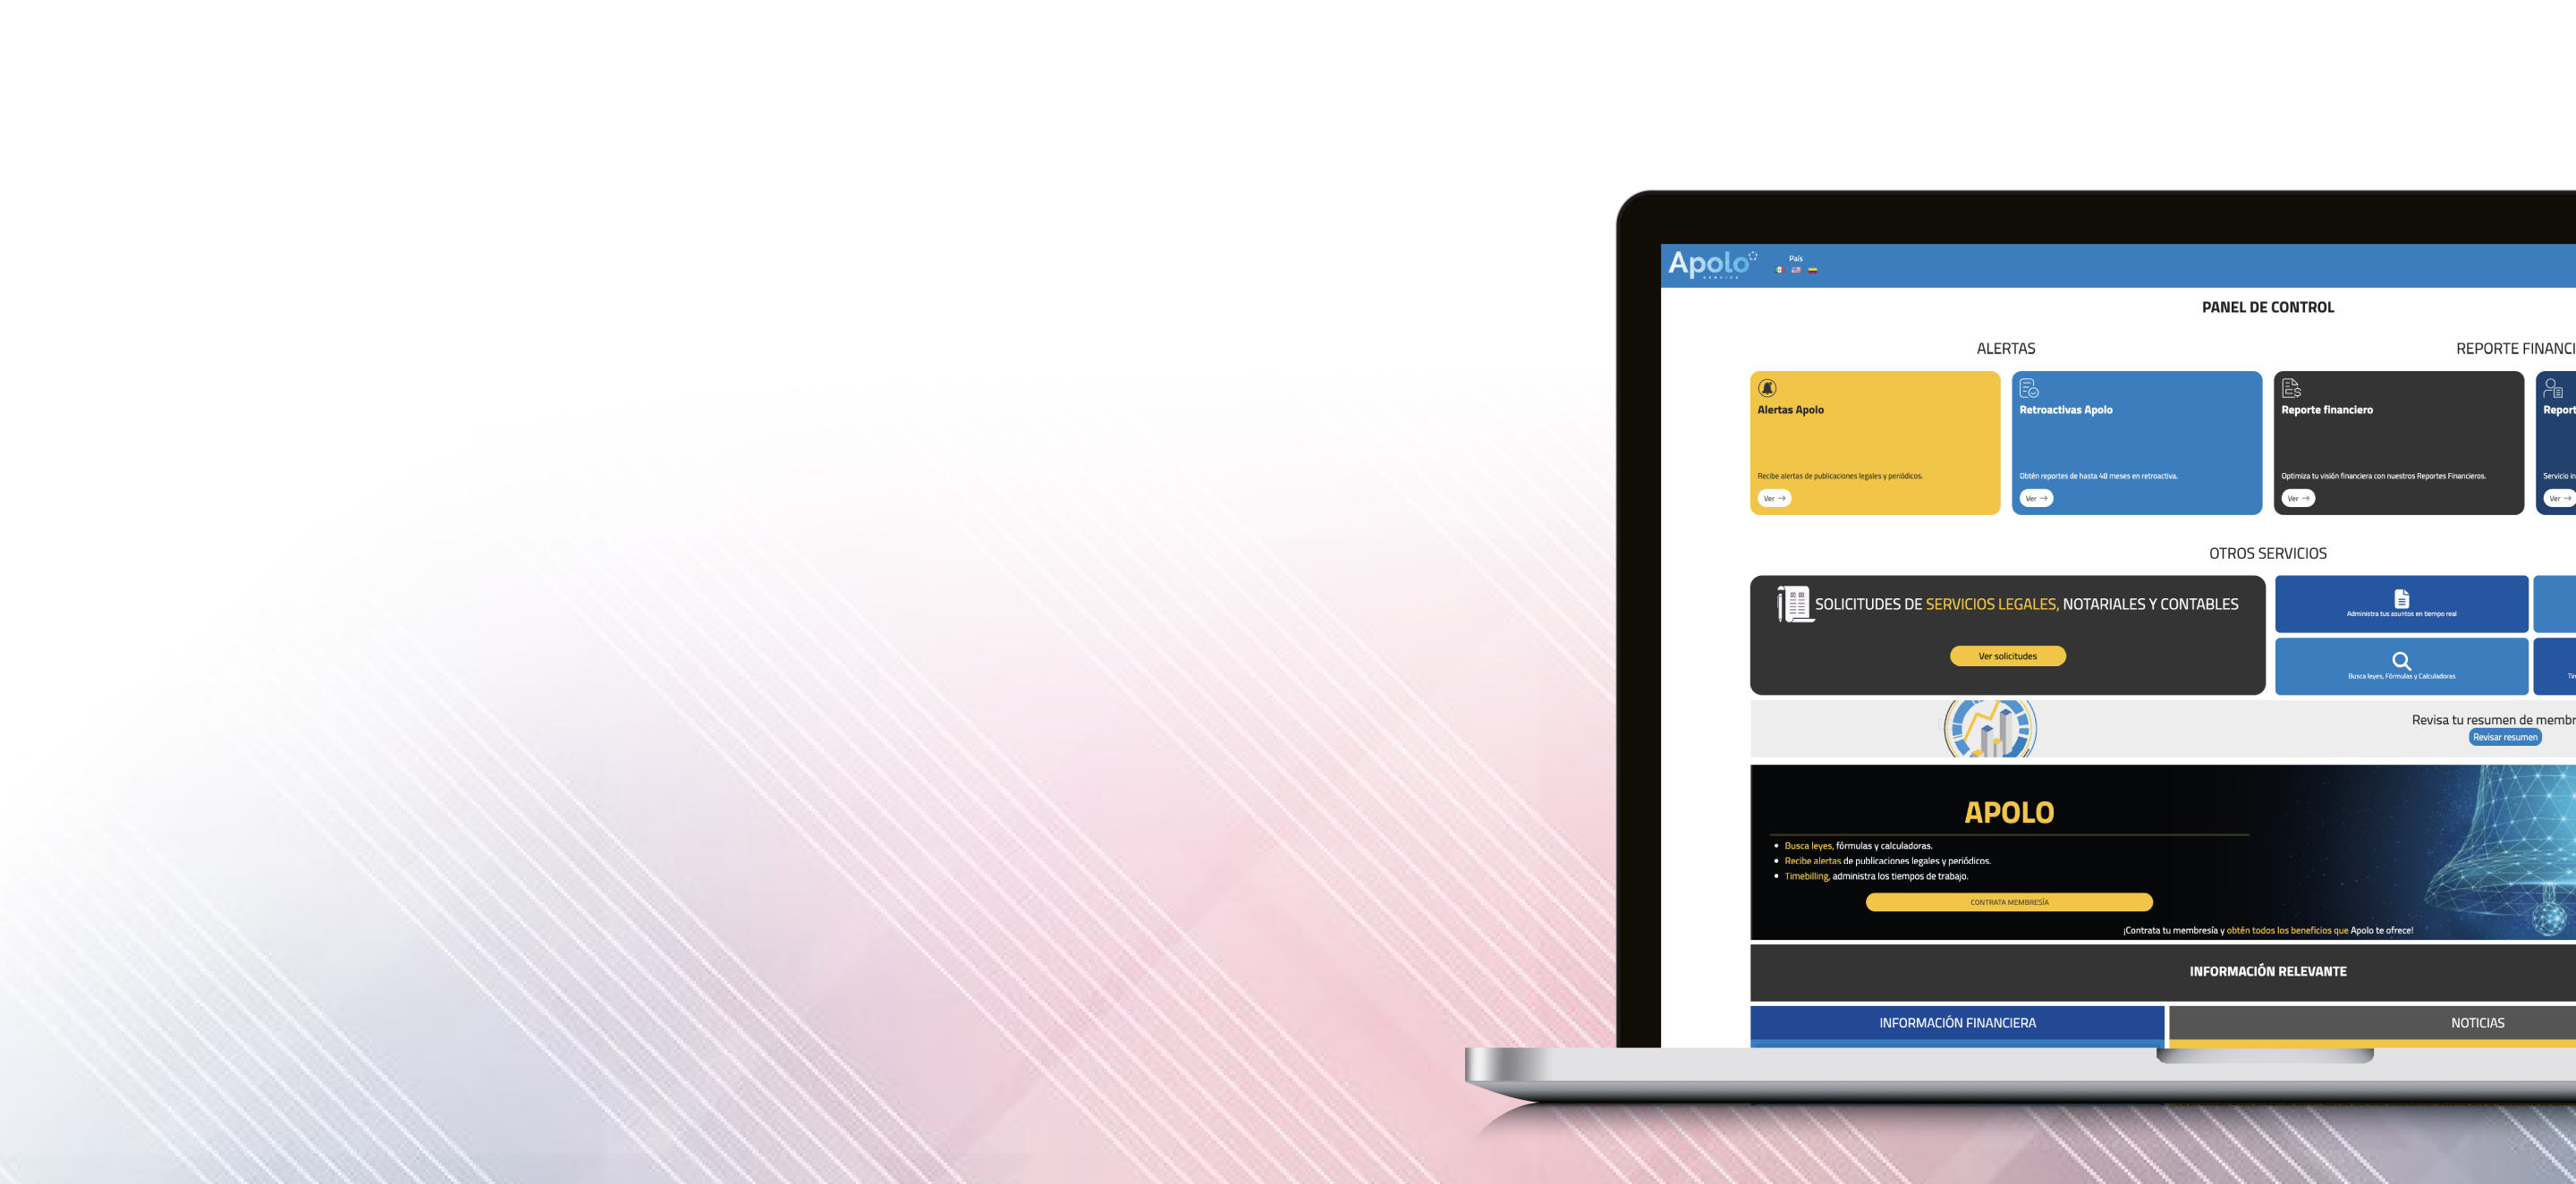 Apolo
SERVICE
País
PANEL DE CONTROL
ALERTAS
REPORTE FINANCI
Alertas Apolo
Recibe alertas de publicaciones legales y periódicos.
Ver →
Retroactivas Apolo
Obtén reportes de hasta 48 meses en retroactiva.
Ver →
Reporte financiero
Optimiza tu visión financiera con nuestros Reportes Financieros.
Ver →
Report
Servicio in
Ver →
OTROS SERVICIOS
SOLICITUDES DE SERVICIOS LEGALES, NOTARIALES Y CONTABLES
Ver solicitudes
Administra tus asuntos en tiempo real
Busca leyes, Fórmulas y Calculadoras
Tim
Revisa tu resumen de membr
Revisar resumen
APOLO
• Busca leyes, fórmulas y calculadoras.
• Recibe alertas de publicaciones legales y periódicos.
• Timebilling, administra los tiempos de trabajo.
CONTRATA MEMBRESÍA
¡Contrata tu membresía y obtén todos los beneficios que Apolo te ofrece!
INFORMACIÓN RELEVANTE
INFORMACIÓN FINANCIERA
NOTICIAS